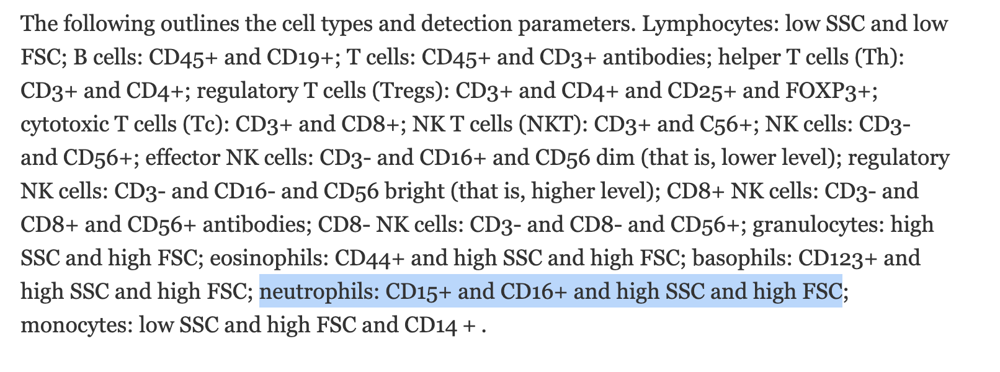 The following outlines the cell types and detection parameters. Lymphocytes: low SSC and low
FSC; B cells: CD45+ and CD19+; T cells: CD45+ and CD3+ antibodies; helper T cells (Th):
CD3+ and CD4+; regulatory T cells (Tregs): CD3+ and CD4+ and CD25+ and FOXP3+;
cytotoxic T cells (Tc): CD3+ and CD8+; NK T cells (NKT): CD3+ and C56+; NK cells: CD3-
and CD56+; effector NK cells: CD3- and CD16+ and CD56 dim (that is, lower level); regulatory
NK cells: CD3- and CD16- and CD56 bright (that is, higher level); CD8+ NK cells: CD3- and
CD8+ and CD56+ antibodies; CD8- NK cells: CD3- and CD8- and CD56+; granulocytes: high
SSC and high FSC; eosinophils: CD44+ and high SSC and high FSC; basophils: CD123+ and
high SSC and high FSC; neutrophils: CD15+ and CD16+ and high SSC and high FSC;
monocytes: low SSC and high FSC and CD14 + .